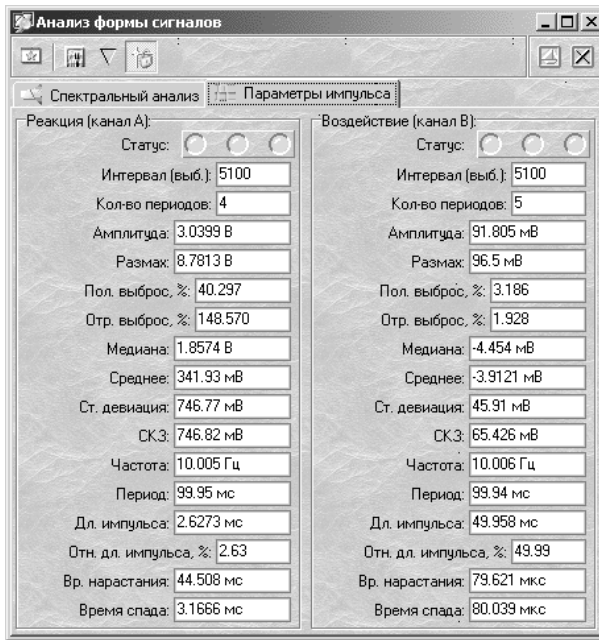 Анализ формы сигналов
Спектральный анализ Параметры импульса
Реакция (канал A):
Статус:
Интервал (выб.): 5100
Кол-во периодов: 4
Амплитуда: 3.0399 В
Размах: 8.7813 В
Пол. выброс, %: 40.297
Отр. выброс, %: 148.570
Медиана: 1.8574 В
Среднее: 341.93 мВ
Ст. девиация: 746.77 мВ
СКЗ: 746.82 мВ
Частота: 10.005 Гц
Период: 99.95 мс
Дл. импульса: 2.6273 мс
Отн. дл. импульса, %: 2.63
Вр. нарастания: 44.508 мс
Время спада: 3.1666 мс
Воздействие (канал B):
Статус:
Интервал (выб.): 5100
Кол-во периодов: 5
Амплитуда: 91.805 мВ
Размах: 96.5 мВ
Пол. выброс, %: 3.186
Отр. выброс, %: 1.928
Медиана: -4.454 мВ
Среднее: -3.9121 мВ
Ст. девиация: 45.91 мВ
СКЗ: 65.426 мВ
Частота: 10.006 Гц
Период: 99.94 мс
Дл. импульса: 49.958 мс
Отн. дл. импульса, %: 49.99
Вр. нарастания: 79.621 мкс
Время спада: 80.039 мкс